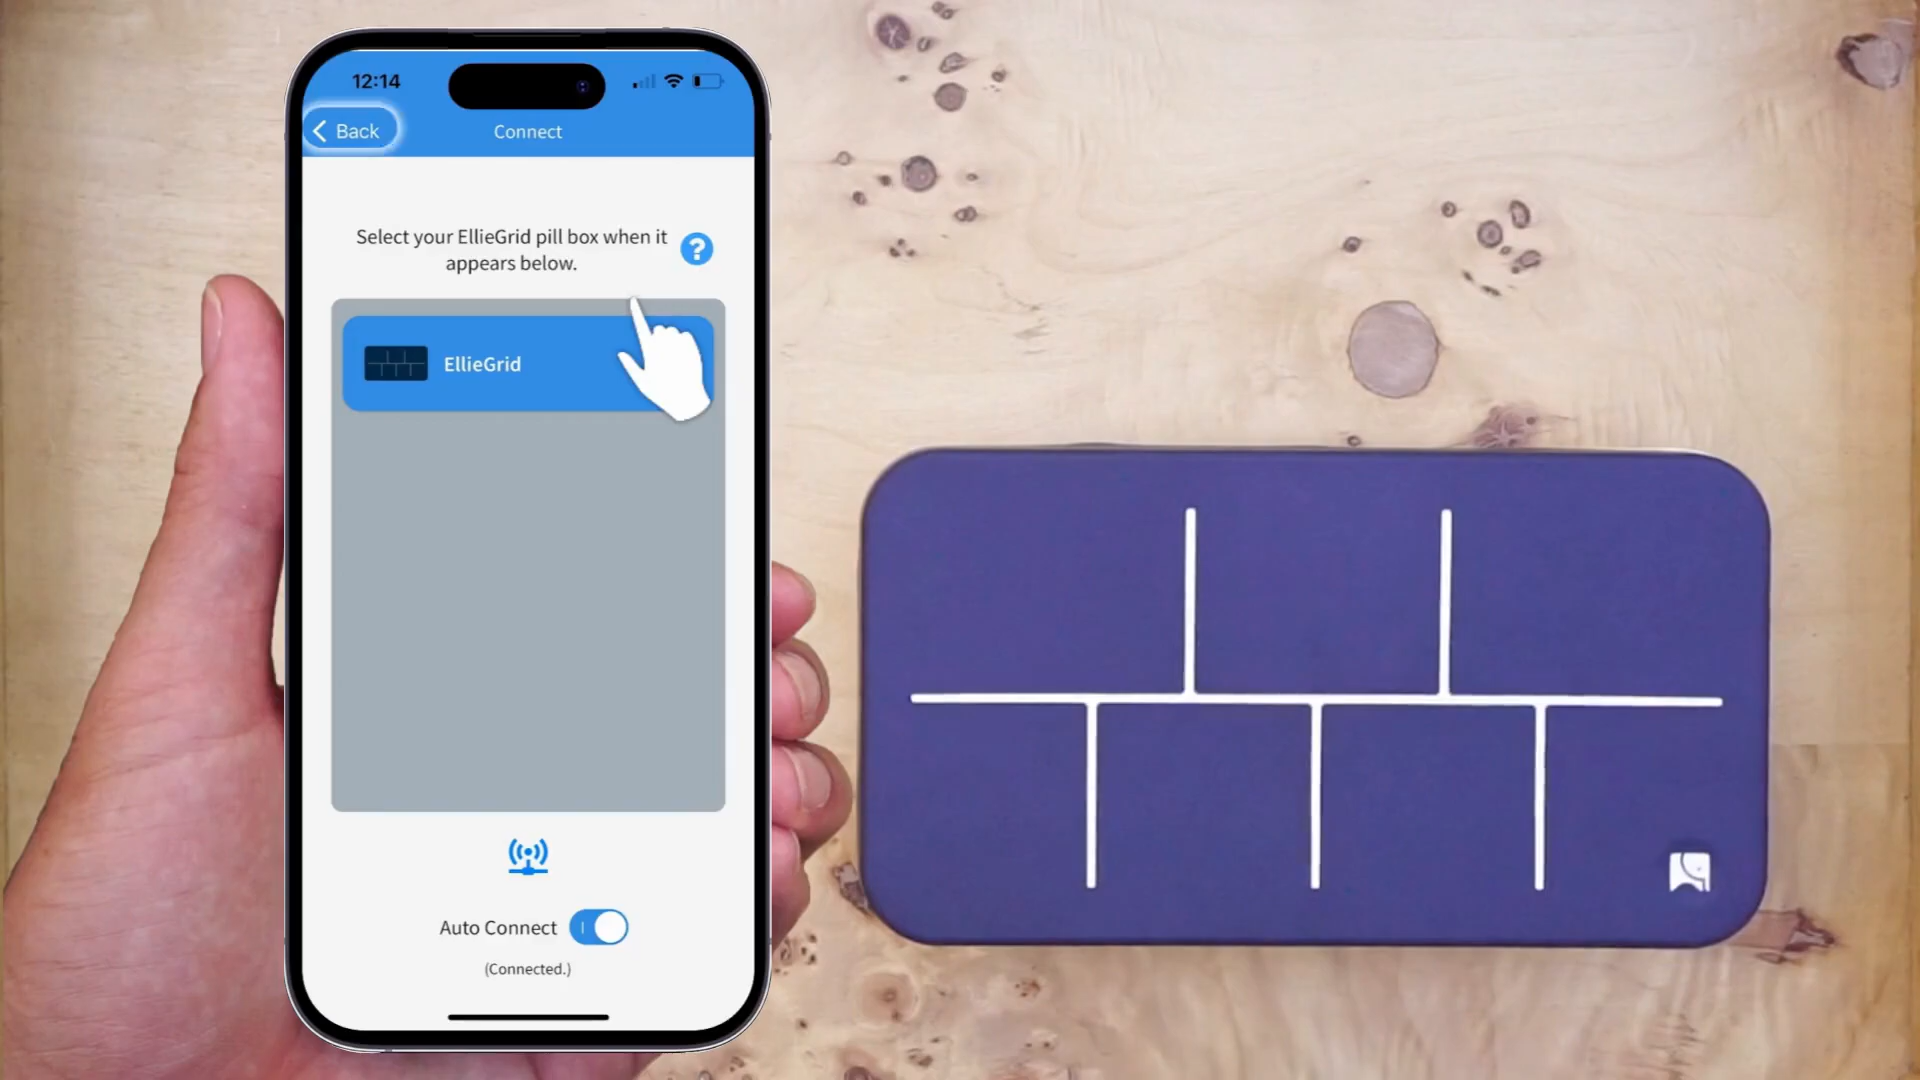 12:14
Back
Connect
Select your EllieGrid pill box when it
appears below.
?
EllieGrid
Auto Connect
(Connected.)